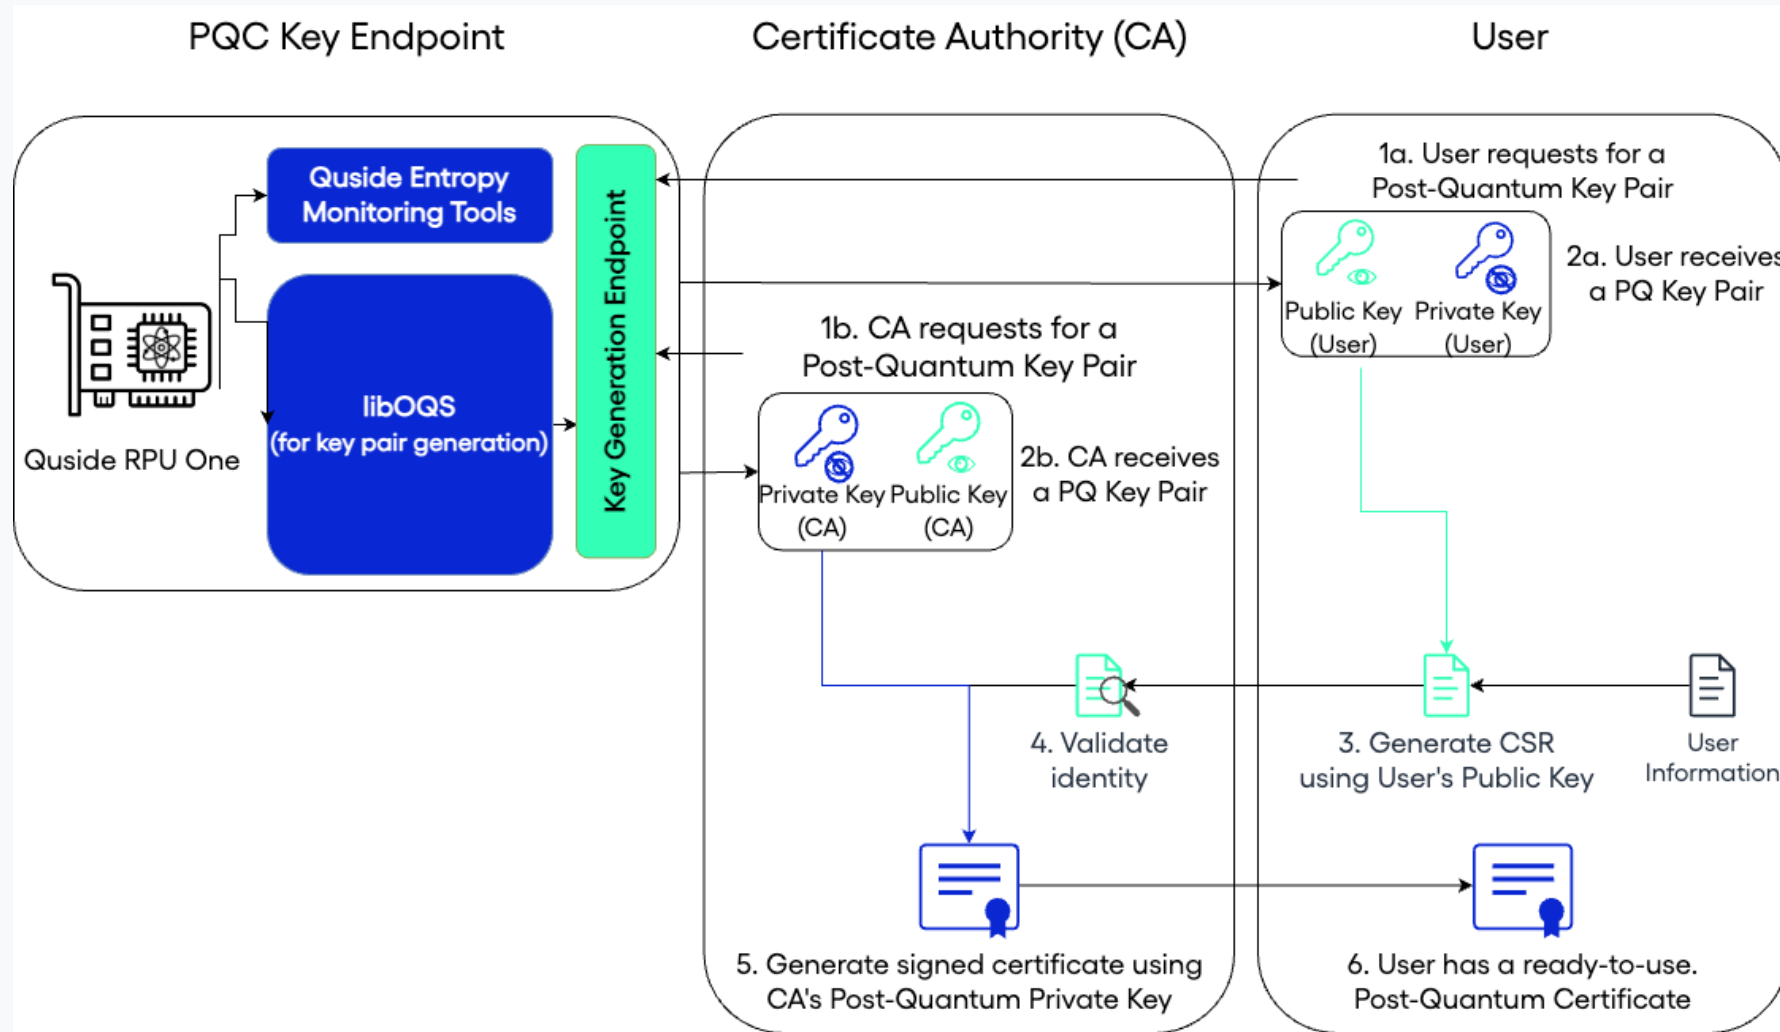 PQC Key Endpoint
Certificate Authority (CA)
User
Quside Entropy
Monitoring Tools
Quside RPU One
libOQS
(for key pair generation)
Key Generation Endpoint
1a. User requests for a
Post-Quantum Key Pair
Public Key
(User)
Private Key
(User)
2a. User receives
a PQ Key Pair
1b. CA requests for a
Post-Quantum Key Pair
Private Key
(CA)
Public Key
(CA)
2b. CA receives
a PQ Key Pair
3. Generate CSR
using User's Public Key
User
Information
4. Validate
identity
5. Generate signed certificate using
CA's Post-Quantum Private Key
6. User has a ready-to-use.
Post-Quantum Certificate